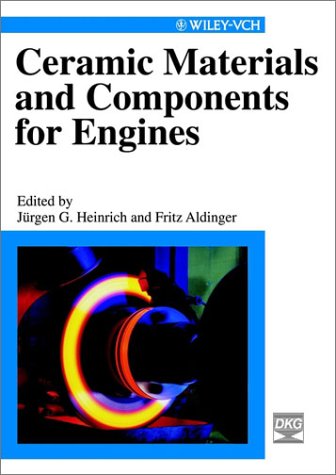 WILEY-VCH
Ceramic Materials
and Components
for Engines
Edited by
Jürgen G. Heinrich and Fritz Aldinger
DKG